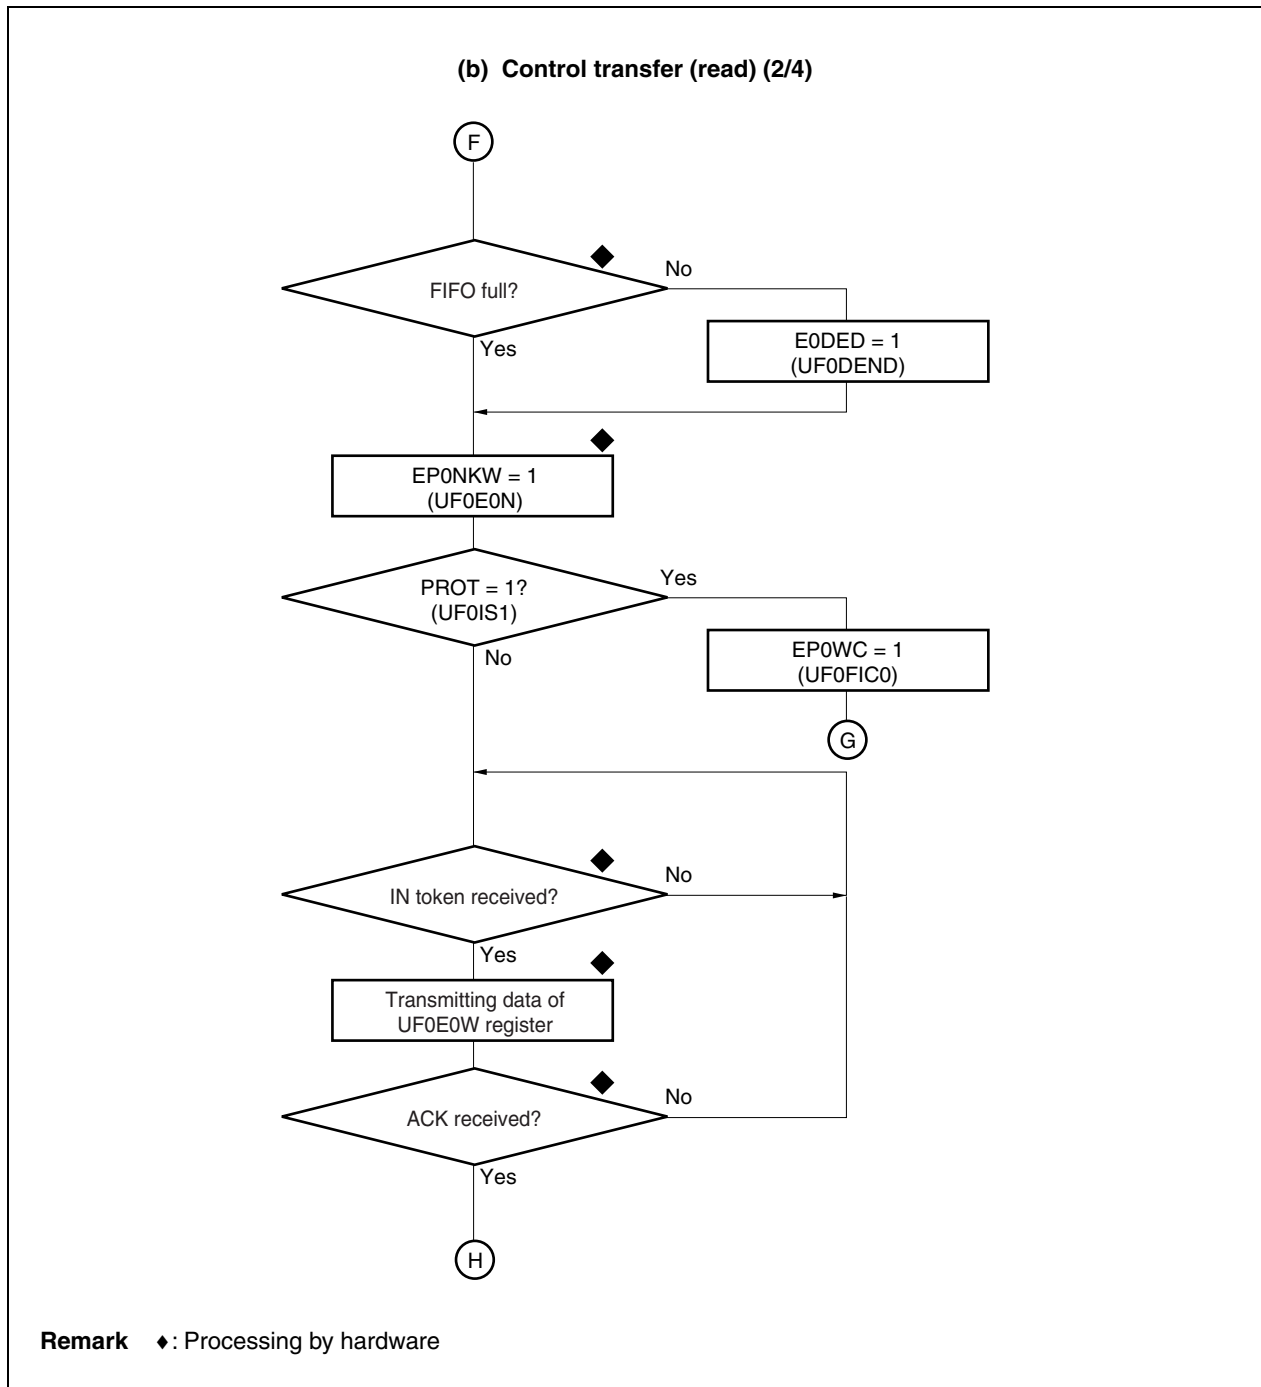 (b) Control transfer (read) (2/4)
F
FIFO full?
No
Yes
E0DED = 1
(UF0DEND)
EP0NKW = 1
(UF0E0N)
PROT = 1?
(UF0IS1)
Yes
No
EP0WC = 1
(UF0FIC0)
G
IN token received?
No
Yes
Transmitting data of
UF0E0W register
ACK received?
No
Yes
H
Remark ♦: Processing by hardware